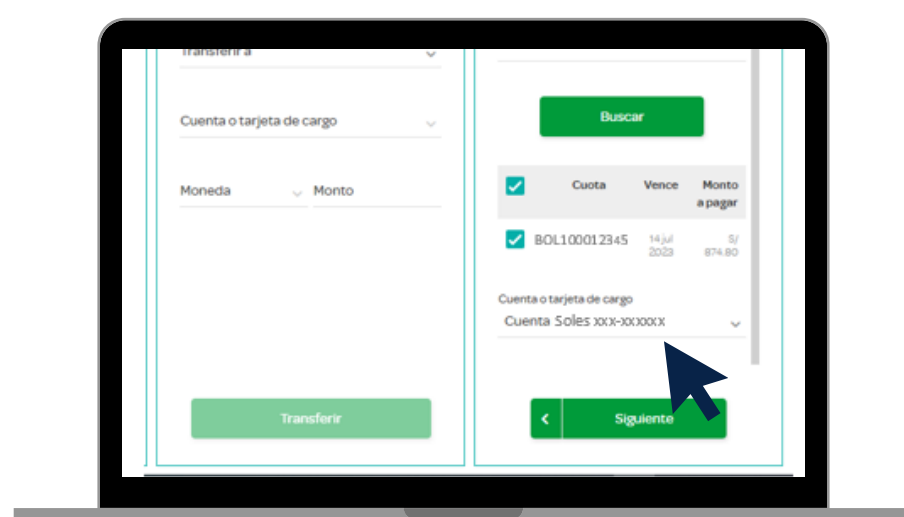 Transferir a
Cuenta o tarjeta de cargo
Moneda Monto
Transferir
Buscar
Cuota Vence Monto
a pagar
BOL100012345 14 jul S/
2023 874.80
Cuenta o tarjeta de cargo
Cuenta Soles xxx-xxxxxx
Siguiente